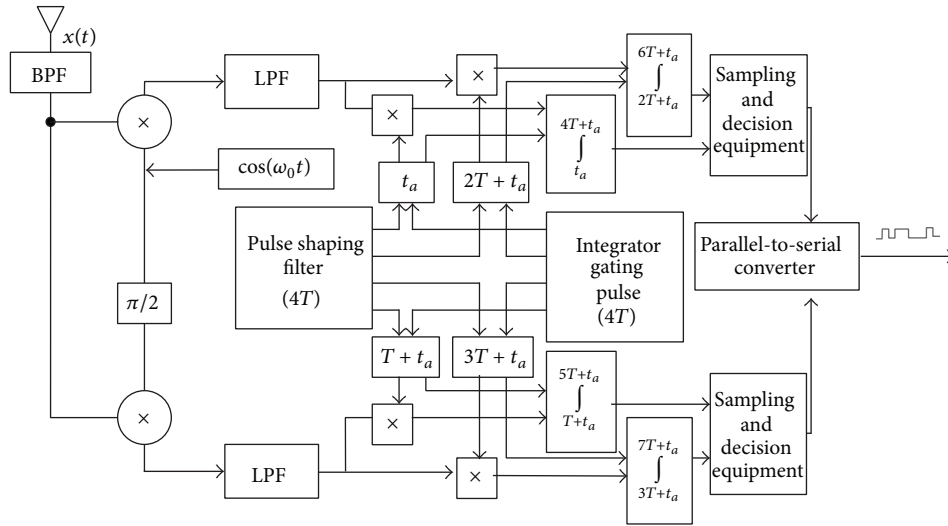 x(t)
BPF
×
LPF
×
×
6T+t_a
∫
2T+t_a
4T+t_a
∫
t_a
Sampling
and
decision
equipment
cos(ω₀t)
t_a
2T + t_a
Pulse shaping
filter
(4T)
Integrator
gating
pulse
(4T)
Parallel-to-serial
converter
π/2
T + t_a
3T + t_a
×
LPF
×
×
5T+t_a
∫
T+t_a
7T+t_a
∫
3T+t_a
Sampling
and
decision
equipment